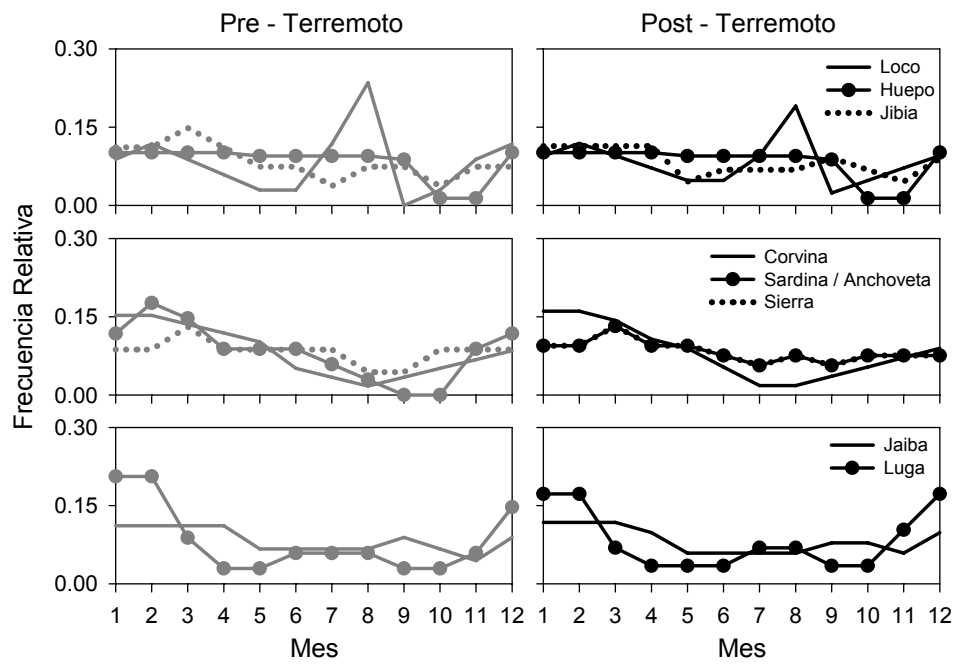 Pre - Terremoto
Post - Terremoto
Frecuencia Relativa
0.30
0.15
0.00
Loco
Huepo
Jibia
0.30
0.15
0.00
Corvina
Sardina / Anchoveta
Sierra
0.30
0.15
0.00
Jaiba
Luga
1 2 3 4 5 6 7 8 9 10 11 12
1 2 3 4 5 6 7 8 9 10 11 12
Mes
Mes